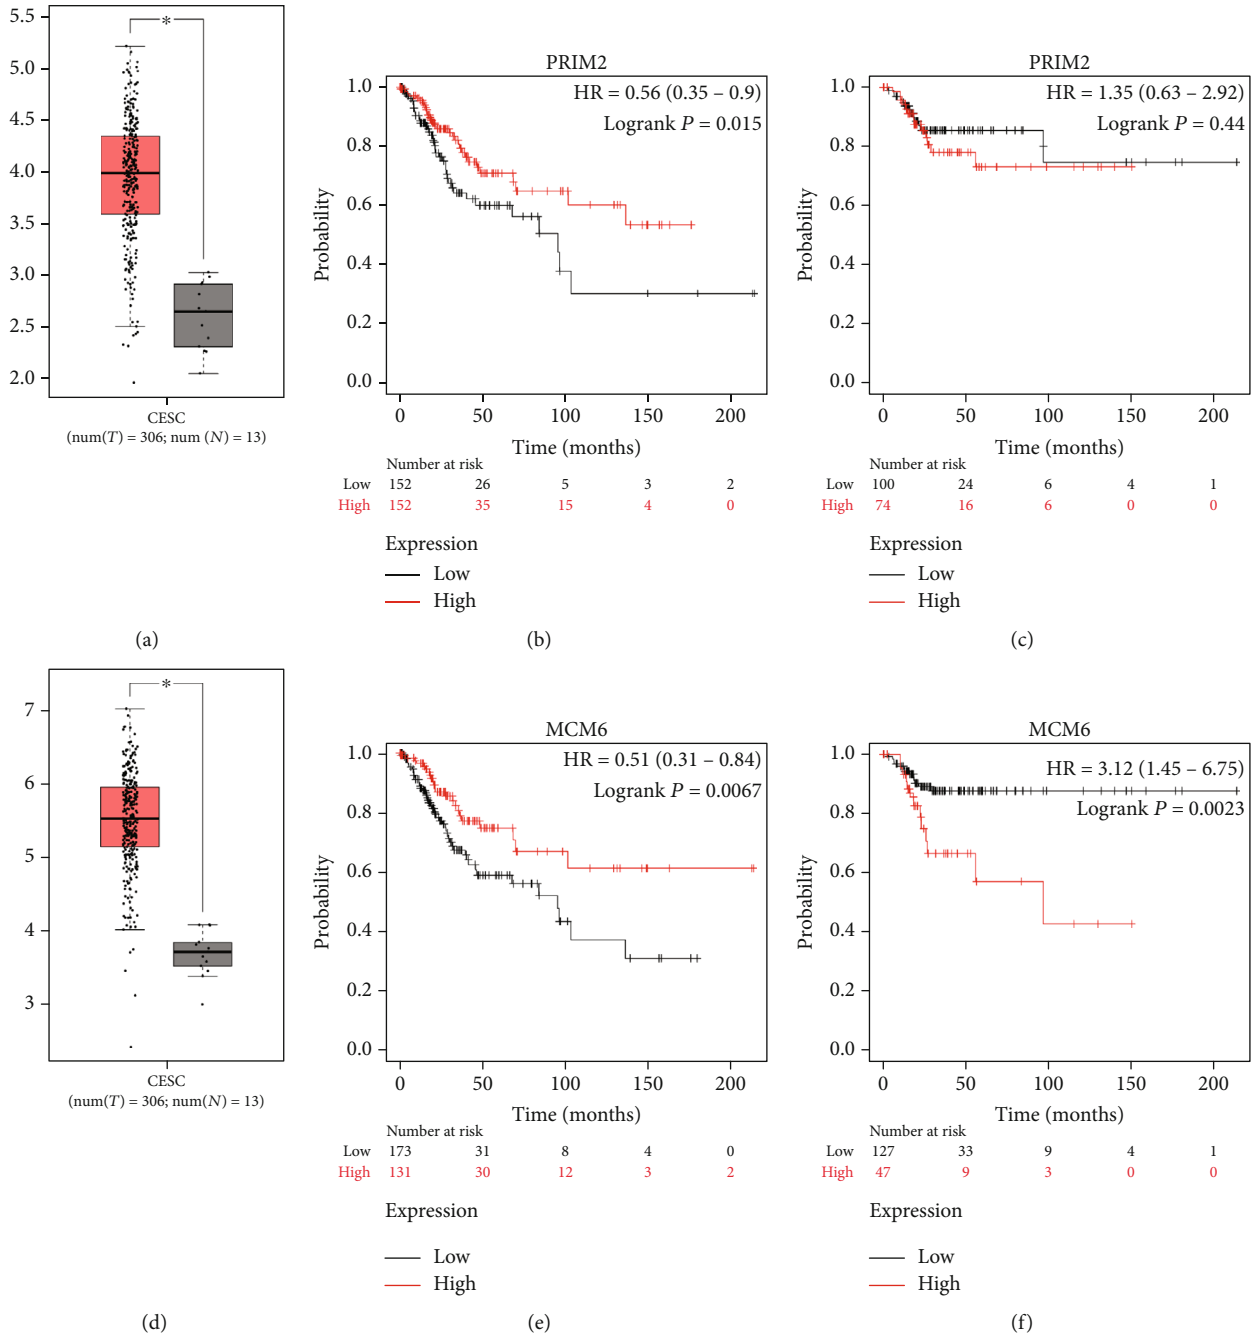 5.5
5.0
4.5
4.0
3.5
3.0
2.5
2.0
*
CESC
(num(T) = 306; num (N) = 13)
(a)
PRIM2
HR = 0.56 (0.35 – 0.9)
Logrank P = 0.015
Probability
1.0
0.8
0.6
0.4
0.2
0.0
0 50 100 150 200
Time (months)
Number at risk
Low 152 26 5 3 2
High 152 35 15 4 0
Expression
Low
High
(b)
PRIM2
HR = 1.35 (0.63 – 2.92)
Logrank P = 0.44
Probability
1.0
0.8
0.6
0.4
0.2
0.0
0 50 100 150 200
Time (months)
Number at risk
Low 100 24 6 4 1
High 74 16 6 0 0
Expression
Low
High
(c)
7
6
5
4
3
*
CESC
(num(T) = 306; num(N) = 13)
(d)
MCM6
HR = 0.51 (0.31 – 0.84)
Logrank P = 0.0067
Probability
1.0
0.8
0.6
0.4
0.2
0.0
0 50 100 150 200
Time (months)
Number at risk
Low 173 31 8 4 0
High 131 30 12 3 2
Expression
Low
High
(e)
MCM6
HR = 3.12 (1.45 – 6.75)
Logrank P = 0.0023
Probability
1.0
0.8
0.6
0.4
0.2
0.0
0 50 100 150 200
Time (months)
Number at risk
Low 127 33 9 4 1
High 47 9 3 0 0
Expression
Low
High
(f)